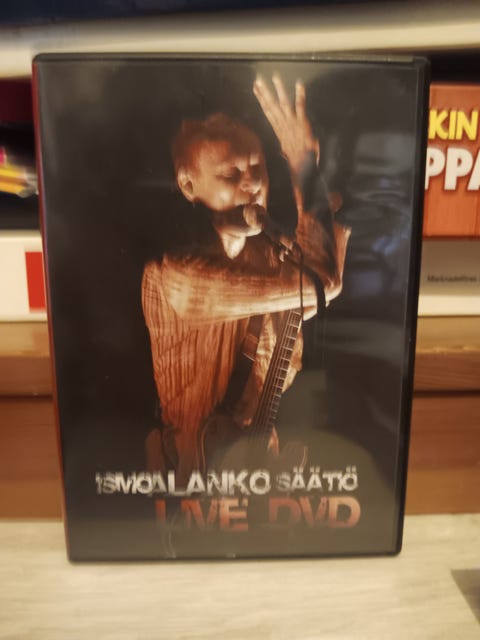 ISMO ALANKO SÄÄTIÖ
LIVE DVD
KIN
PPA